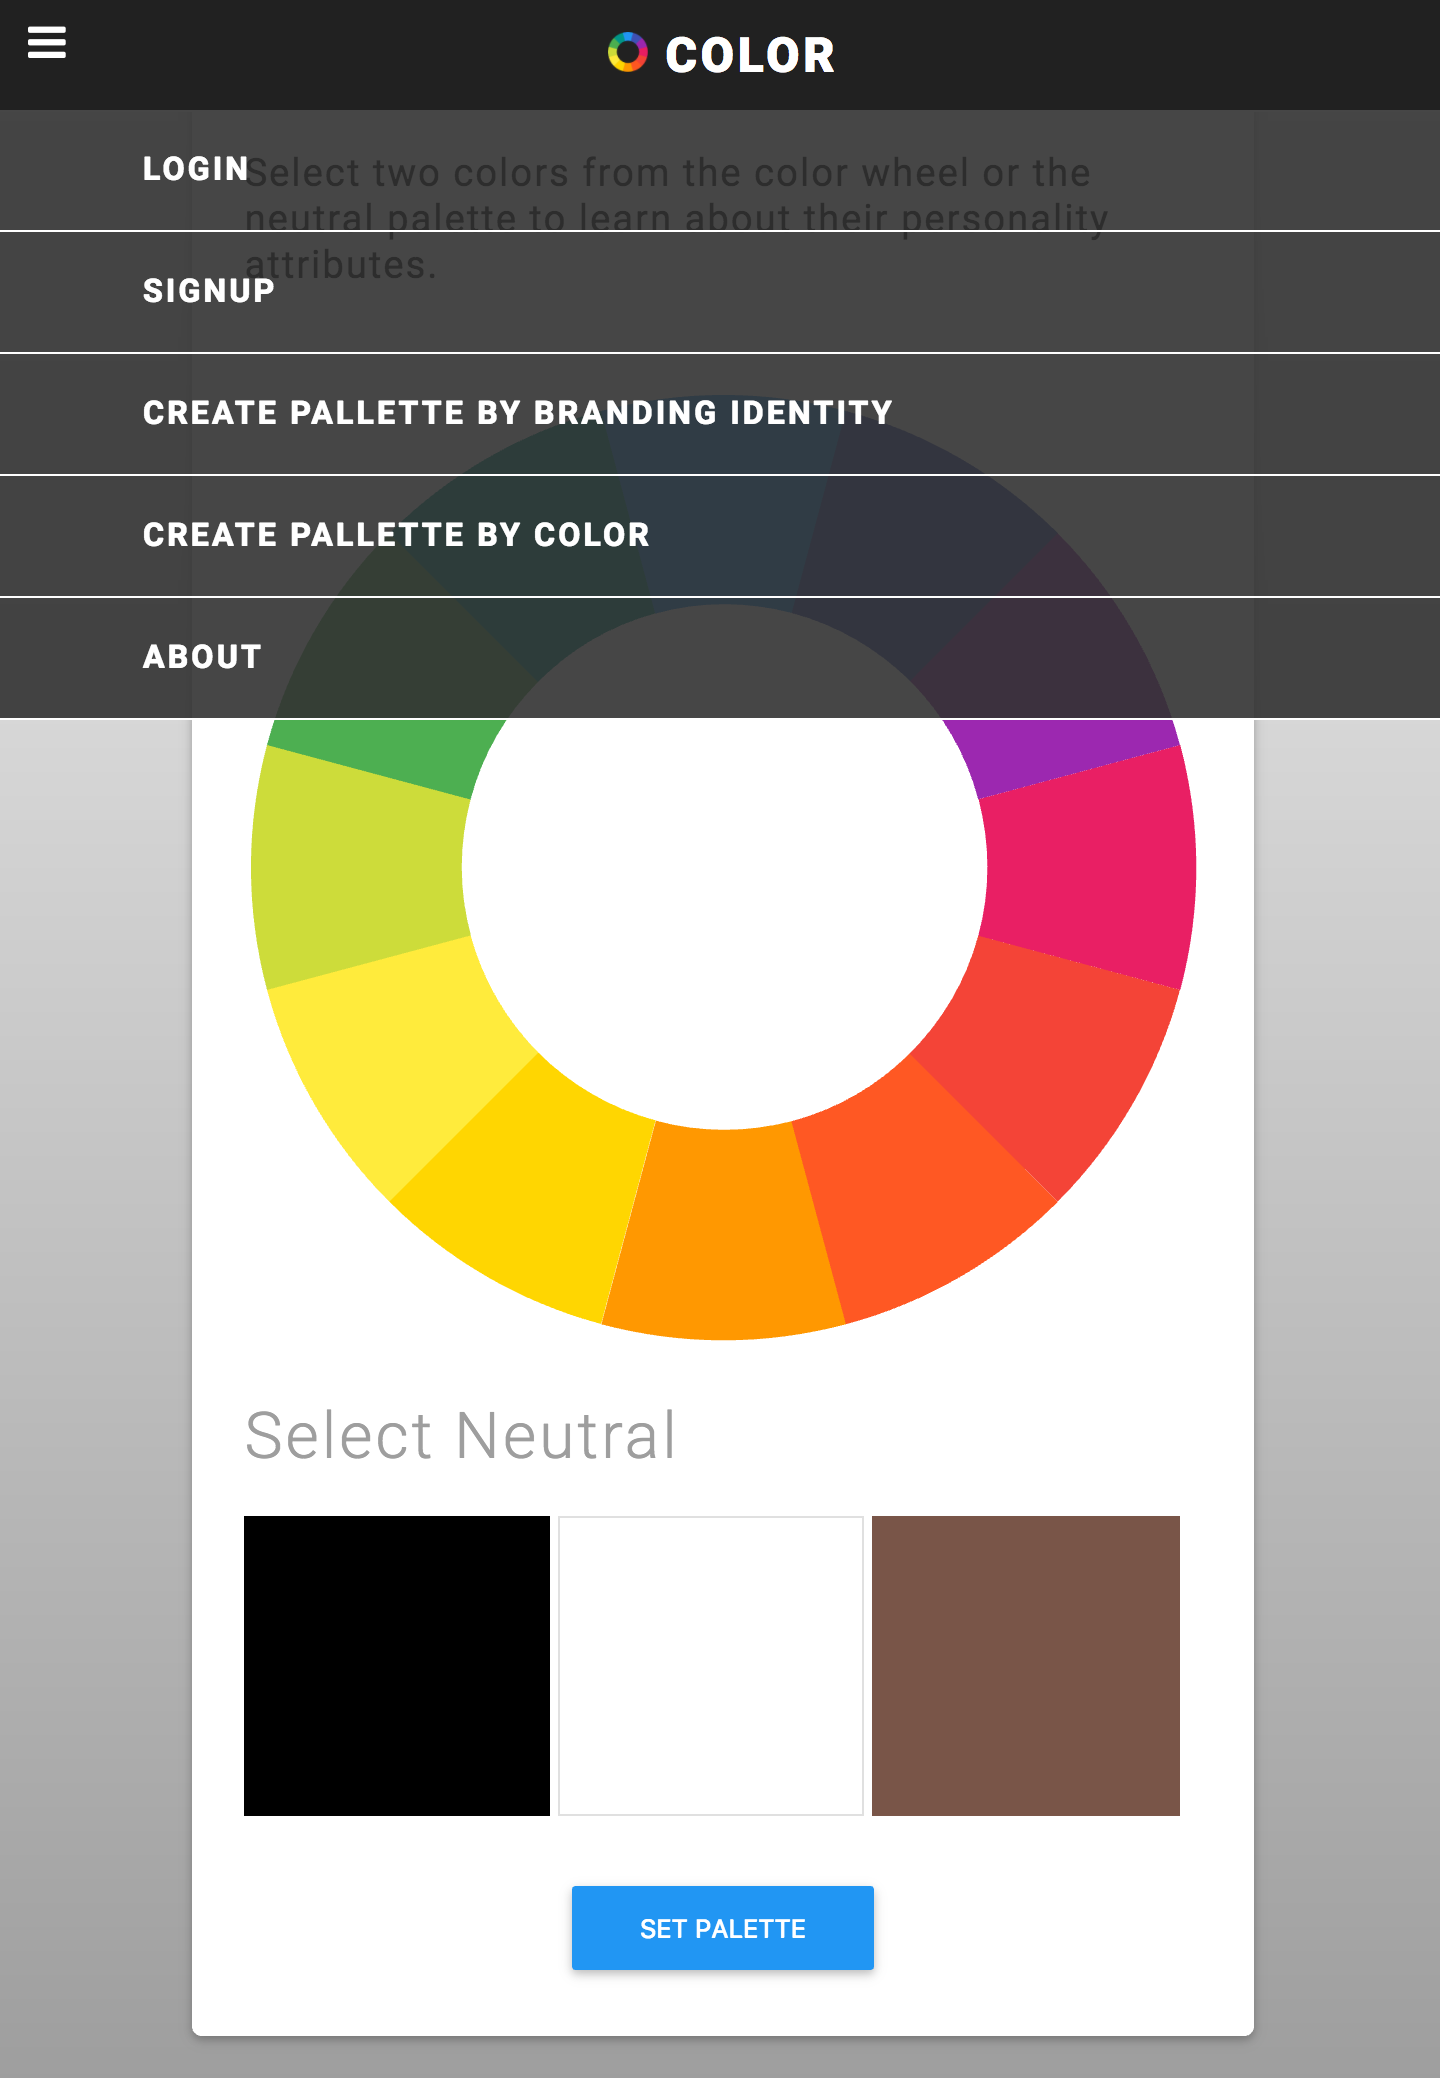 COLOR
LOGIN
Select two colors from the color wheel or the
neutral palette to learn about their personality
attributes.
SIGNUP
CREATE PALLETTE BY BRANDING IDENTITY
CREATE PALLETTE BY COLOR
ABOUT
Select Neutral
SET PALETTE